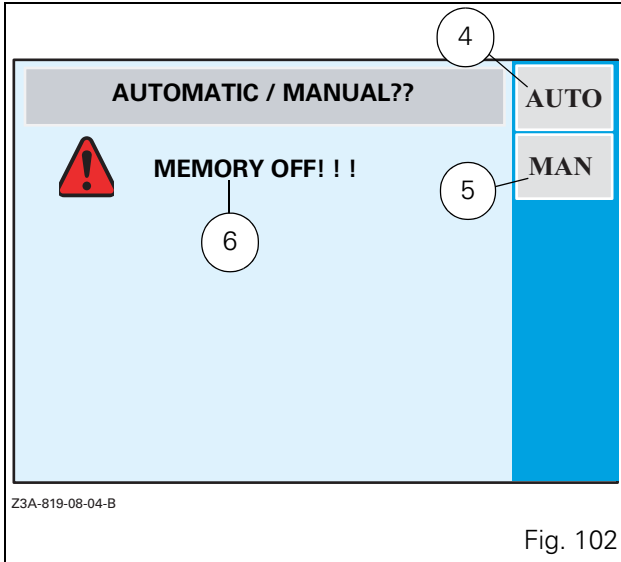 4
AUTOMATIC / MANUAL??
AUTO
MEMORY OFF! ! !
MAN
5
6
Z3A-819-08-04-B
Fig. 102